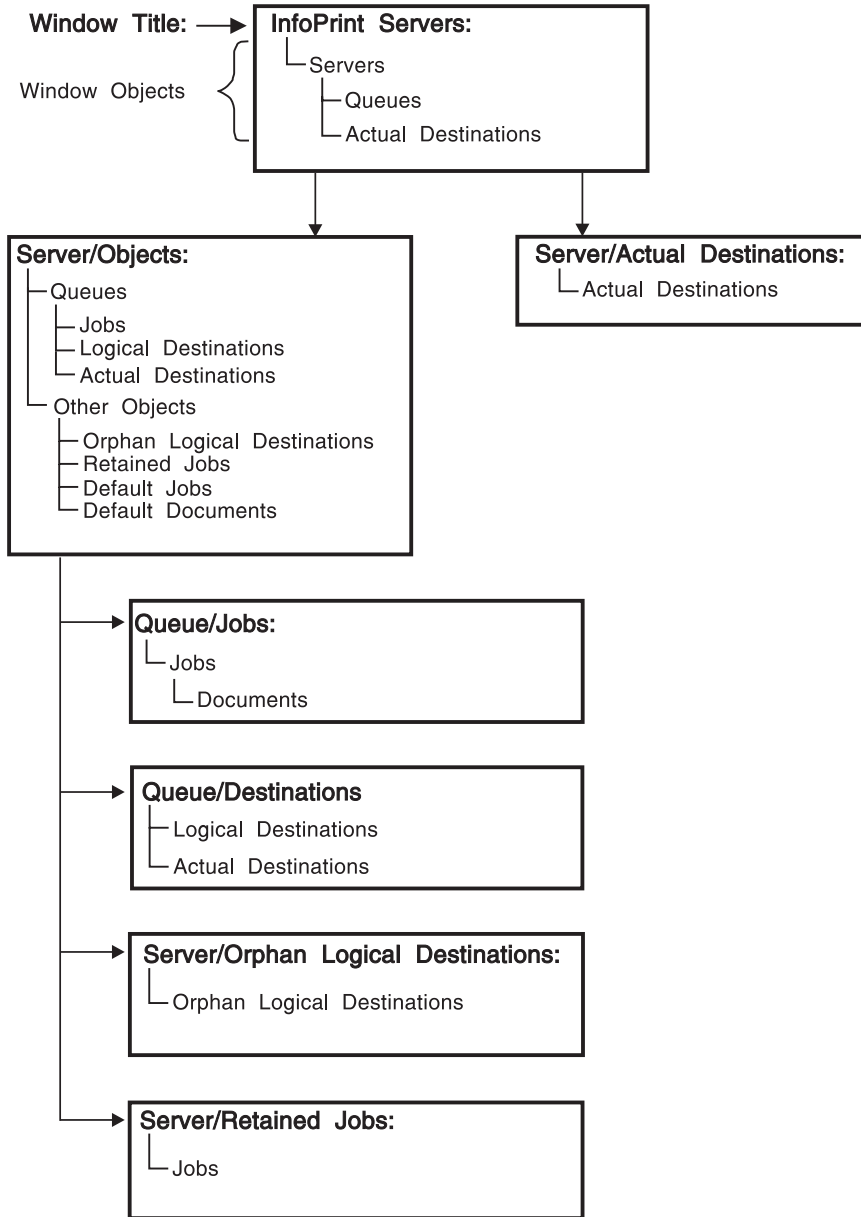 Window Title:
InfoPrint Servers:
Window Objects
Servers
Queues
Actual Destinations
Server/Objects:
Queues
Jobs
Logical Destinations
Actual Destinations
Other Objects
Orphan Logical Destinations
Retained Jobs
Default Jobs
Default Documents
Server/Actual Destinations:
Actual Destinations
Queue/Jobs:
Jobs
Documents
Queue/Destinations
Logical Destinations
Actual Destinations
Server/Orphan Logical Destinations:
Orphan Logical Destinations
Server/Retained Jobs:
Jobs